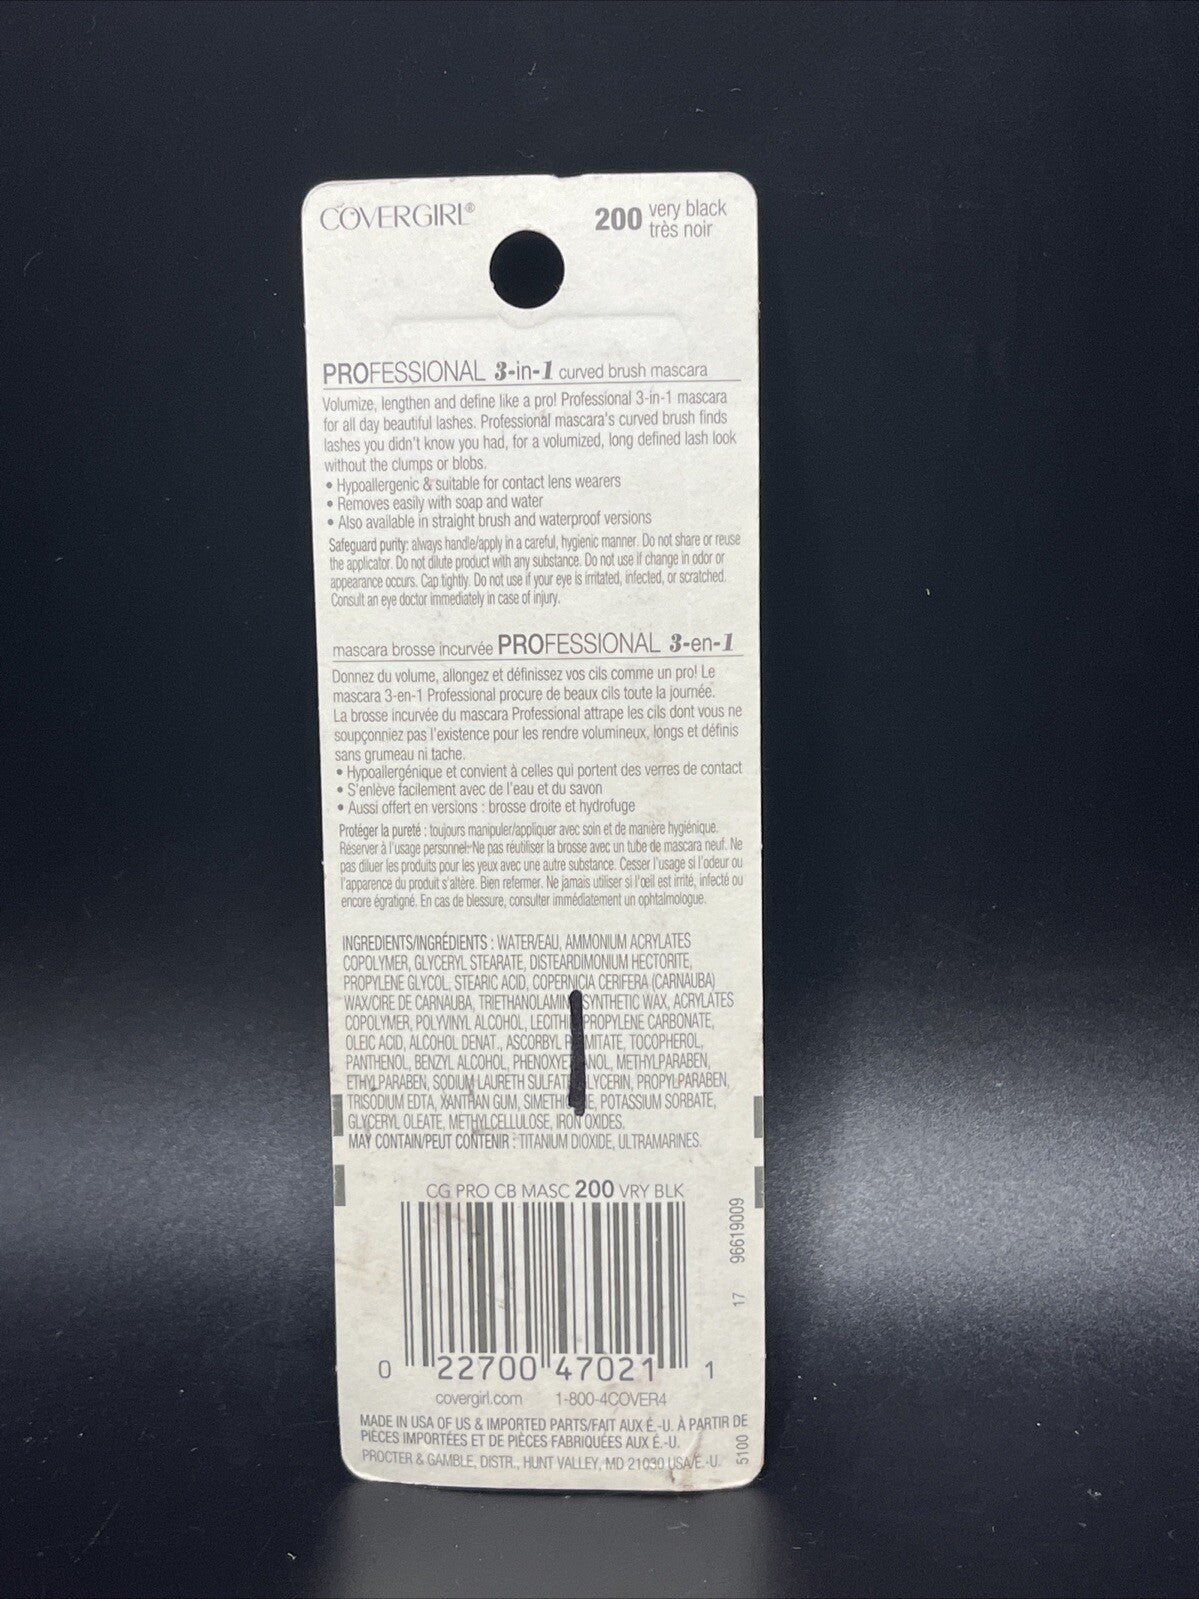 COVERGIRL®
200 very black
très noir
PROFESSIONAL 3-in-1 curved brush mascara
Volumize, lengthen and define like a pro! Professional 3-in-1 mascara
for all day beautiful lashes. Professional mascara's curved brush finds
lashes you didn't know you had, for a volumized, long defined lash look
without the clumps or blobs.
• Hypoallergenic & suitable for contact lens wearers
• Removes easily with soap and water
• Also available in straight brush and waterproof versions
Safeguard purity: always handle/apply in a careful, hygienic manner. Do not share or reuse
the applicator. Do not dilute product with any substance. Do not use if change in odor or
appearance occurs. Cap tightly. Do not use if your eye is irritated, infected, or scratched.
Consult an eye doctor immediately in case of injury.
mascara brosse incurvée PROFESSIONAL 3-en-1
Donnez du volume, allongez et définissez vos cils comme un pro! Le
mascara 3-en-1 Professional procure de beaux cils toute la journée.
La brosse incurvée du mascara Professional attrape les cils dont vous ne
soupçonniez pas l'existence pour les rendre volumineux, longs et définis
sans grumeau ni tache.
• Hypoallergénique et convient à celles qui portent des verres de contact
• S'enlève facilement avec de l'eau et du savon
• Aussi offert en versions : brosse droite et hydrofuge
Protéger la pureté : toujours manipuler/appliquer avec soin et de manière hygiénique.
Réserver à l'usage personnel. Ne pas réutiliser la brosse avec un tube de mascara neuf. Ne
pas diluer les produits pour les yeux avec une autre substance. Cesser l'usage si l'odeur ou
l'apparence du produit s'altère. Bien refermer. Ne jamais utiliser si l'œil est irrité, infecté ou
encore égratigné. En cas de blessure, consulter immédiatement un ophtalmologue.
INGREDIENTS/INGRÉDIENTS : WATER/EAU, AMMONIUM ACRYLATES
COPOLYMER, GLYCERYL STEARATE, DISTEARDIMONIUM HECTORITE,
PROPYLENE GLYCOL, STEARIC ACID, COPERNICIA CERIFERA (CARNAUBA)
WAX/CIRE DE CARNAUBA, TRIETHANOLAMIN SYNTHETIC WAX, ACRYLATES
COPOLYMER, POLYVINYL ALCOHOL, LECITHI PROPYLENE CARBONATE,
OLEIC ACID, ALCOHOL DENAT., ASCORBYL P MITATE, TOCOPHEROL,
PANTHENOL, BENZYL ALCOHOL, PHENOXYE ANOL, METHYLPARABEN,
ETHYLPARABEN, SODIUM LAURETH SULFAT LYCERIN, PROPYLPARABEN,
TRISODIUM EDTA, XANTHAN GUM, SIMETHI NE, POTASSIUM SORBATE,
GLYCERYL OLEATE, METHYLCELLULOSE, IRON OXIDES.
MAY CONTAIN/PEUT CONTENIR : TITANIUM DIOXIDE, ULTRAMARINES.
CG PRO CB MASC 200 VRY BLK
0 22700 47021 1
17 96619009
covergirl.com 1-800-4COVER4
MADE IN USA OF US & IMPORTED PARTS/FAIT AUX É.-U. À PARTIR DE
PIÈCES IMPORTÉES ET DE PIÈCES FABRIQUÉES AUX É.-U.
PROCTER & GAMBLE, DISTR., HUNT VALLEY, MD 21030 USA/É.-U.
5100